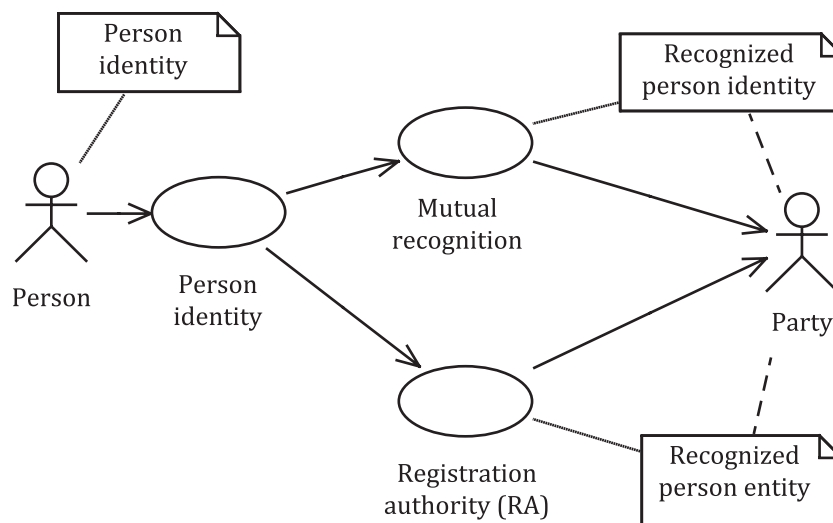 Person
identity
Recognized
person identity
Mutual
recognition
Person
Person
identity
Party
Registration
authority (RA)
Recognized
person entity